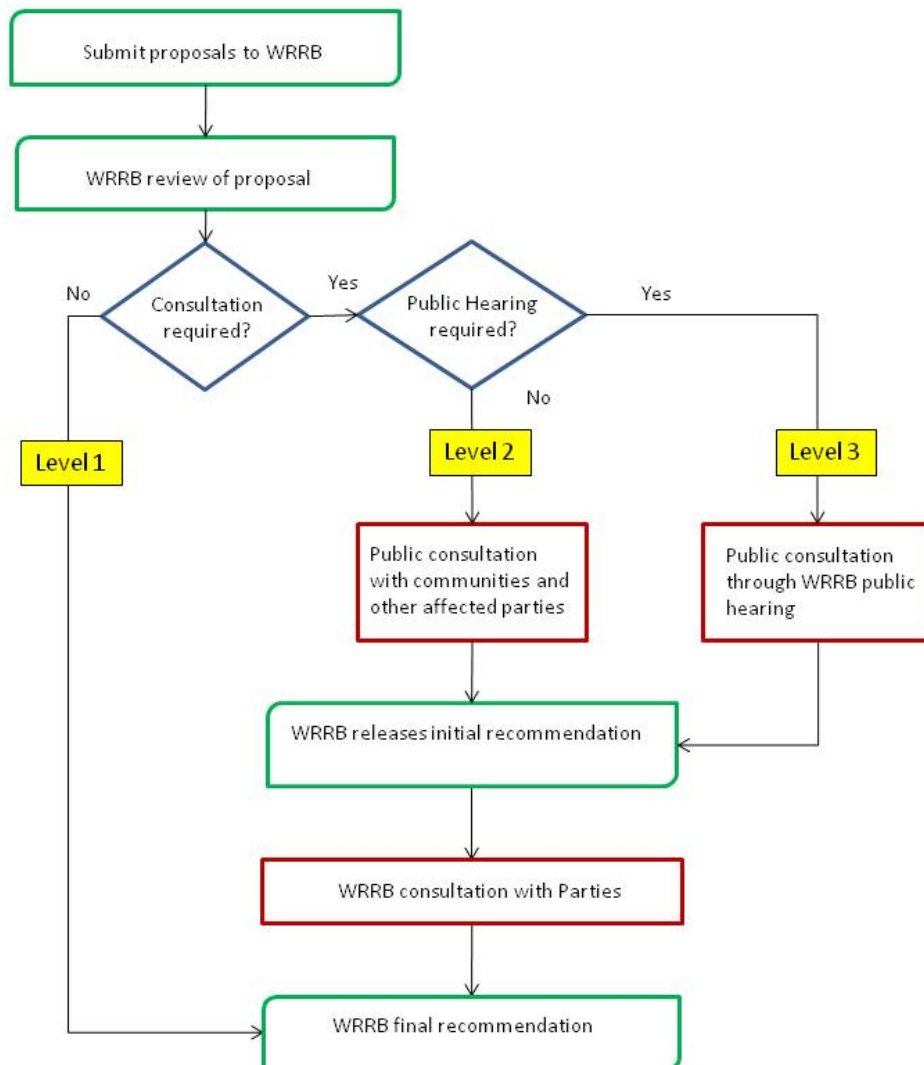 Submit proposals to WRRB
WRRB review of proposal
No
Consultation
required?
Yes
Public Hearing
required?
Yes
No
Level 1
Level 2
Level 3
Public consultation
with communities and
other affected parties
Public consultation
through WRRB public
hearing
WRRB releases initial recommendation
WRRB consultation with Parties
WRRB final recommendation